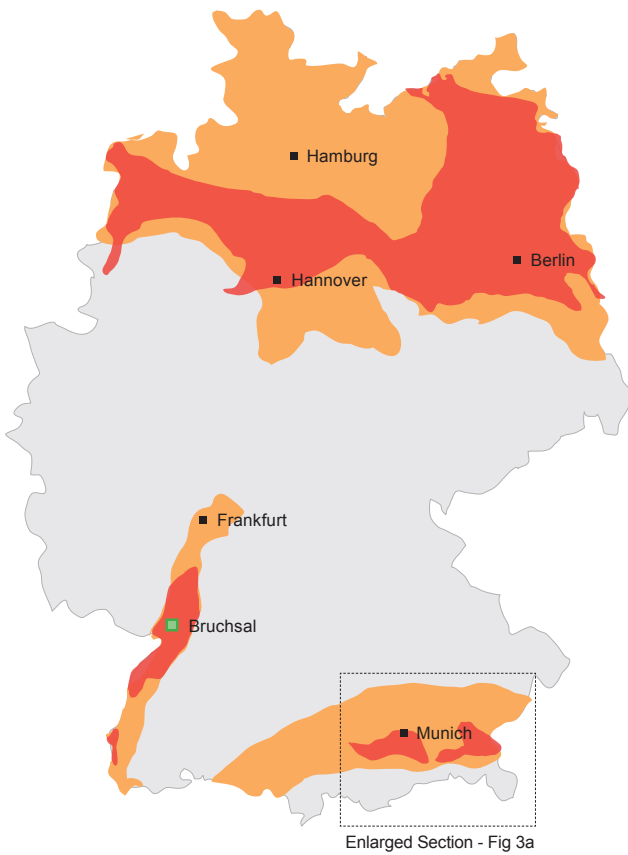 Hamburg
Berlin
Hannover
Frankfurt
Bruchsal
Munich
Enlarged Section - Fig 3a